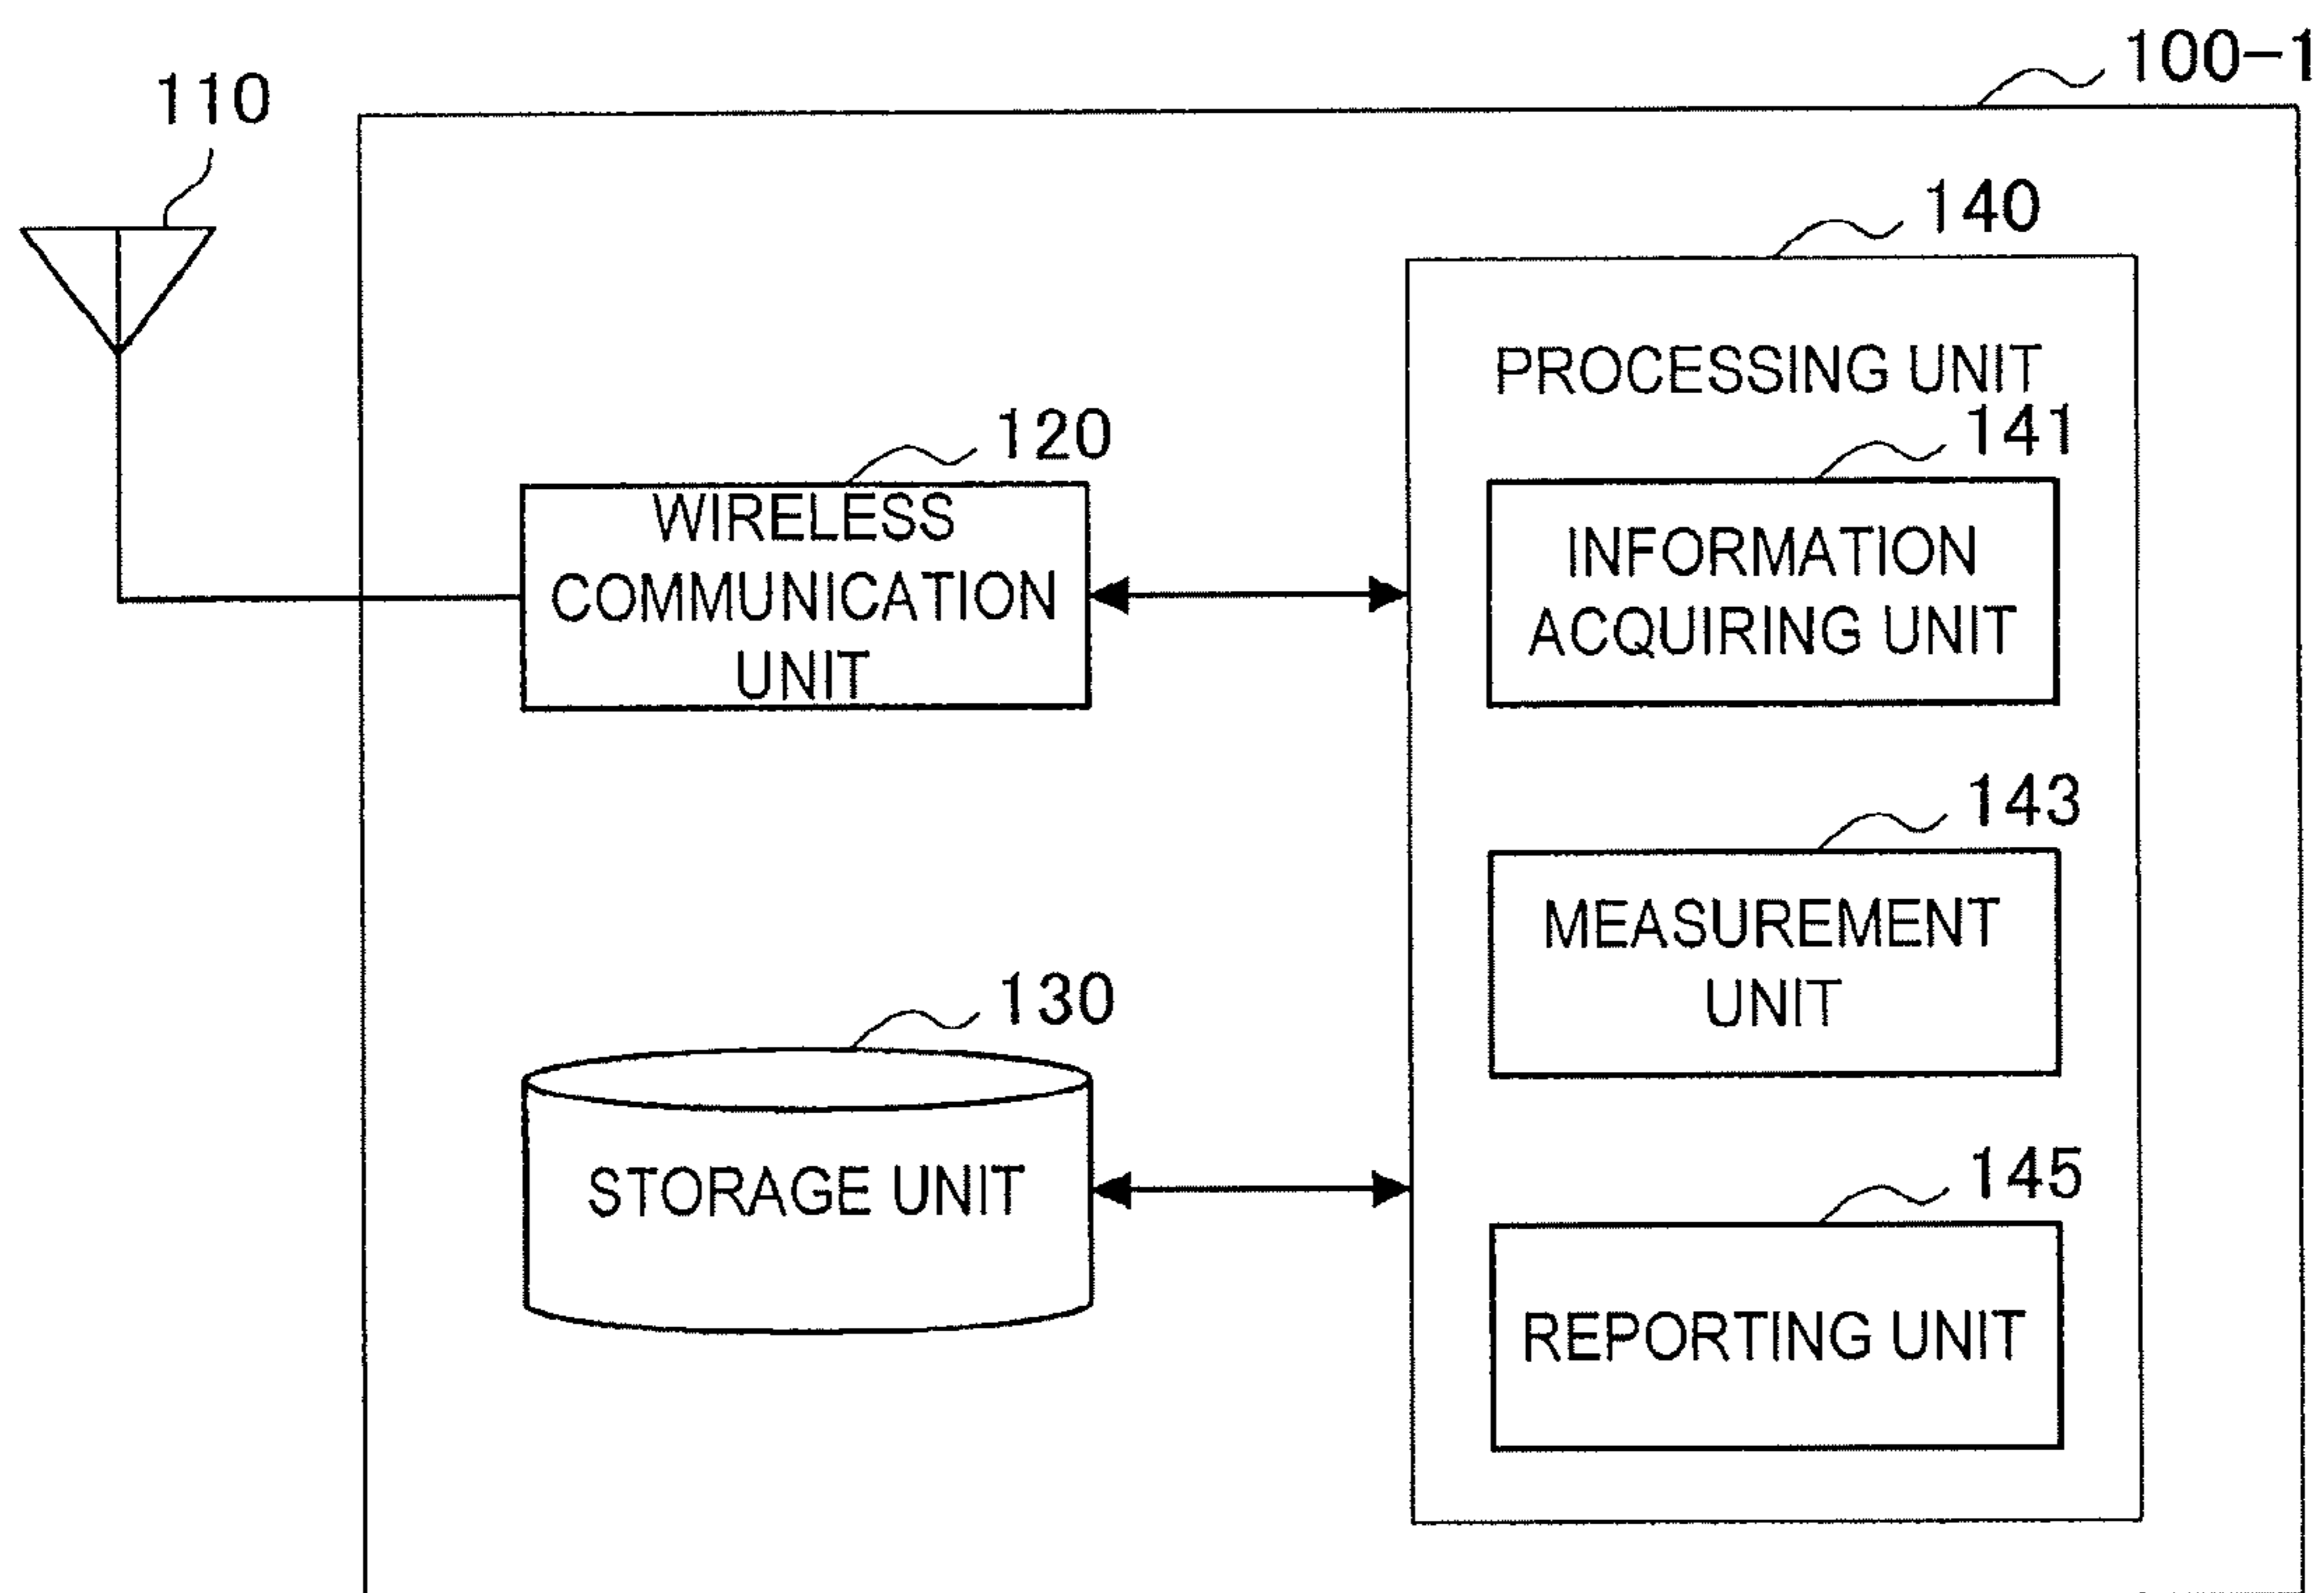 100-1
110
140
PROCESSING UNIT
120
141
WIRELESS
COMMUNICATION
UNIT
INFORMATION
ACQUIRING UNIT
143
MEASUREMENT
UNIT
130
STORAGE UNIT
145
REPORTING UNIT